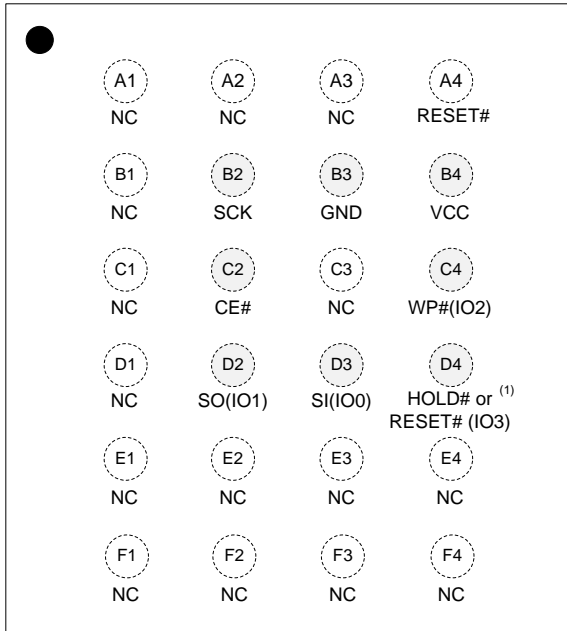 A1 A2 A3 A4
NC NC NC RESET#
B1 B2 B3 B4
NC SCK GND VCC
C1 C2 C3 C4
NC CE# NC WP#(IO2)
D1 D2 D3 D4
NC SO(IO1) SI(IO0) HOLD# or (1)
RESET# (IO3)
E1 E2 E3 E4
NC NC NC NC
F1 F2 F3 F4
NC NC NC NC